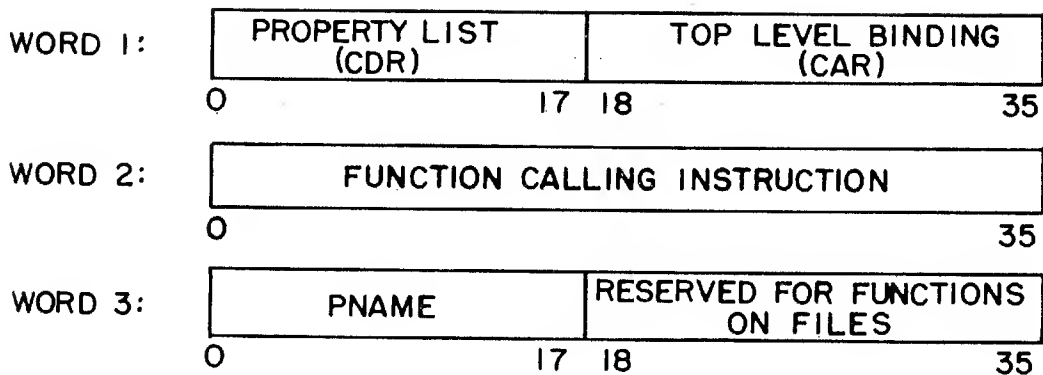 WORD 1: PROPERTY LIST TOP LEVEL BINDING
(CDR) (CAR)
0 17 18 35
WORD 2: FUNCTION CALLING INSTRUCTION
0 35
WORD 3: PNAME RESERVED FOR FUNCTIONS
ON FILES
0 17 18 35